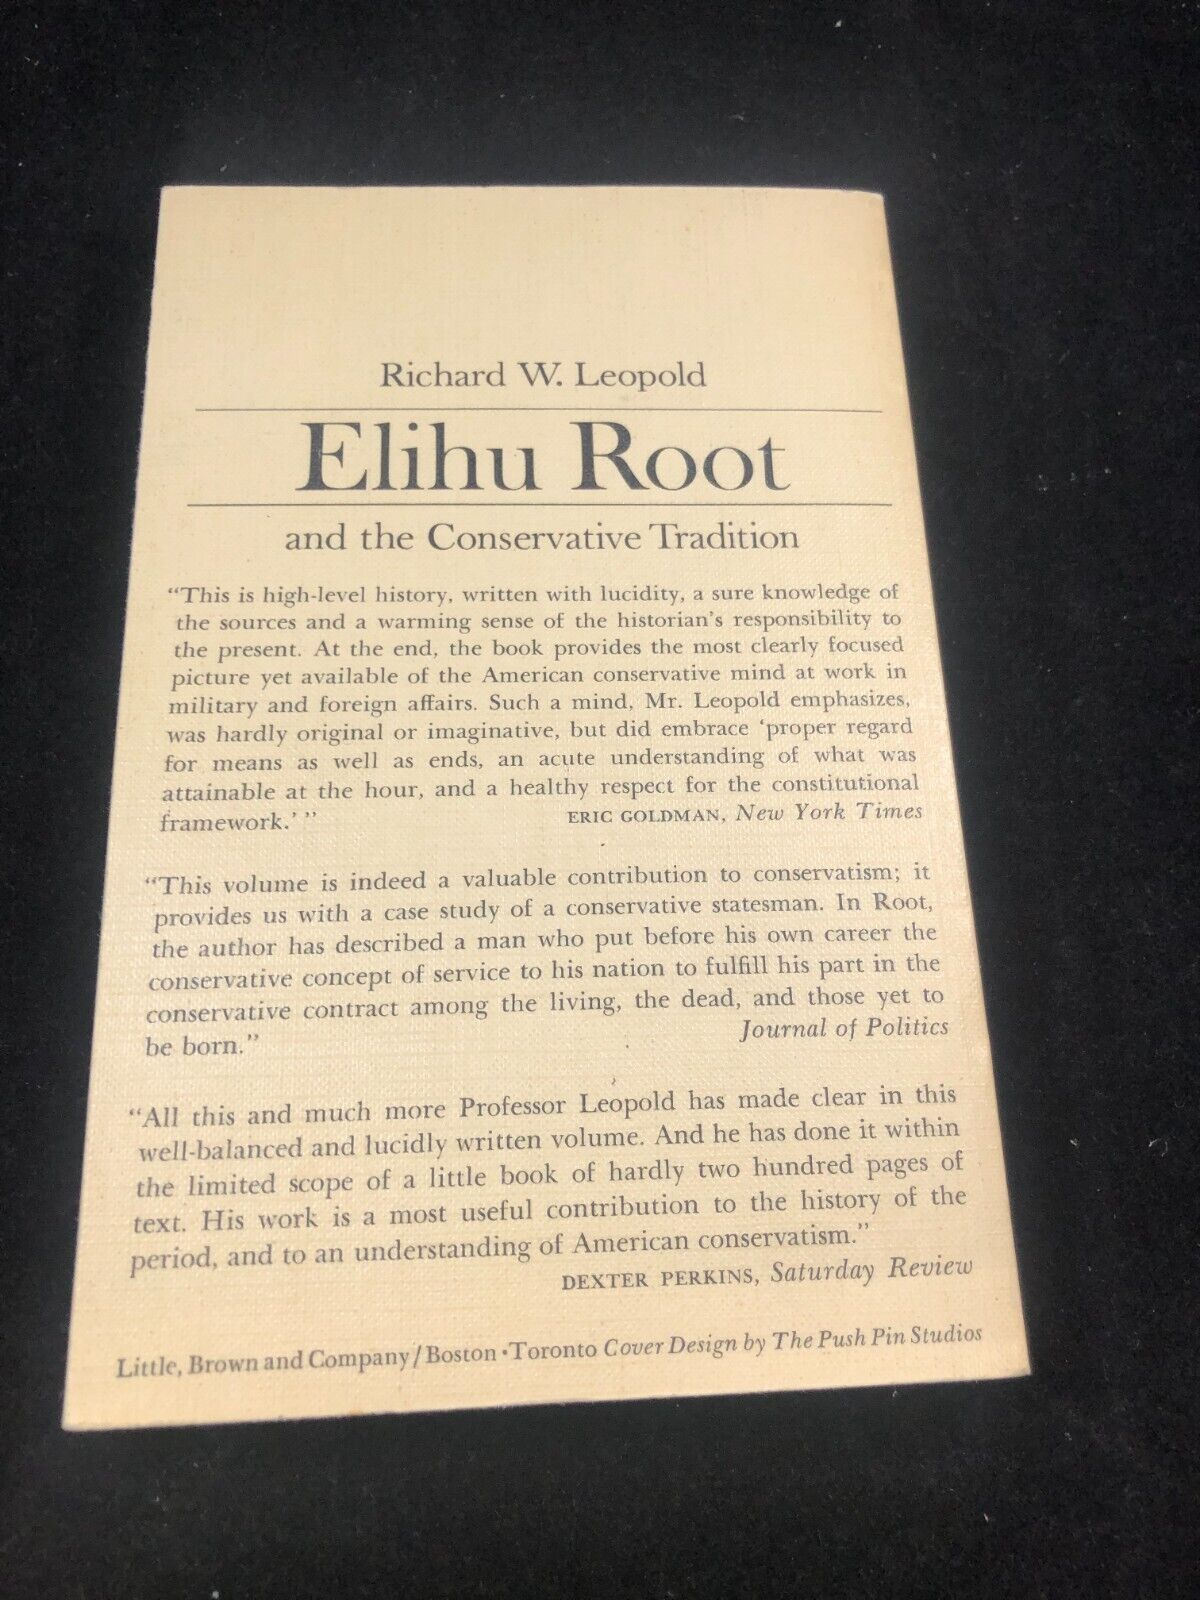 Richard W. Leopold
Elihu Root
and the Conservative Tradition
“This is high-level history, written with lucidity, a sure knowledge of
the sources and a warming sense of the historian’s responsibility to
the present. At the end, the book provides the most clearly focused
picture yet available of the American conservative mind at work in
military and foreign affairs. Such a mind, Mr. Leopold emphasizes,
was hardly original or imaginative, but did embrace ‘proper regard
for means as well as ends, an acute understanding of what was
attainable at the hour, and a healthy respect for the constitutional
framework.’ ” ERIC GOLDMAN, New York Times
“This volume is indeed a valuable contribution to conservatism; it
provides us with a case study of a conservative statesman. In Root,
the author has described a man who put before his own career the
conservative concept of service to his nation to fulfill his part in the
conservative contract among the living, the dead, and those yet to
be born.” Journal of Politics
“All this and much more Professor Leopold has made clear in this
well-balanced and lucidly written volume. And he has done it within
the limited scope of a little book of hardly two hundred pages of
text. His work is a most useful contribution to the history of the
period, and to an understanding of American conservatism.”
DEXTER PERKINS, Saturday Review
Little, Brown and Company / Boston • Toronto Cover Design by The Push Pin Studios